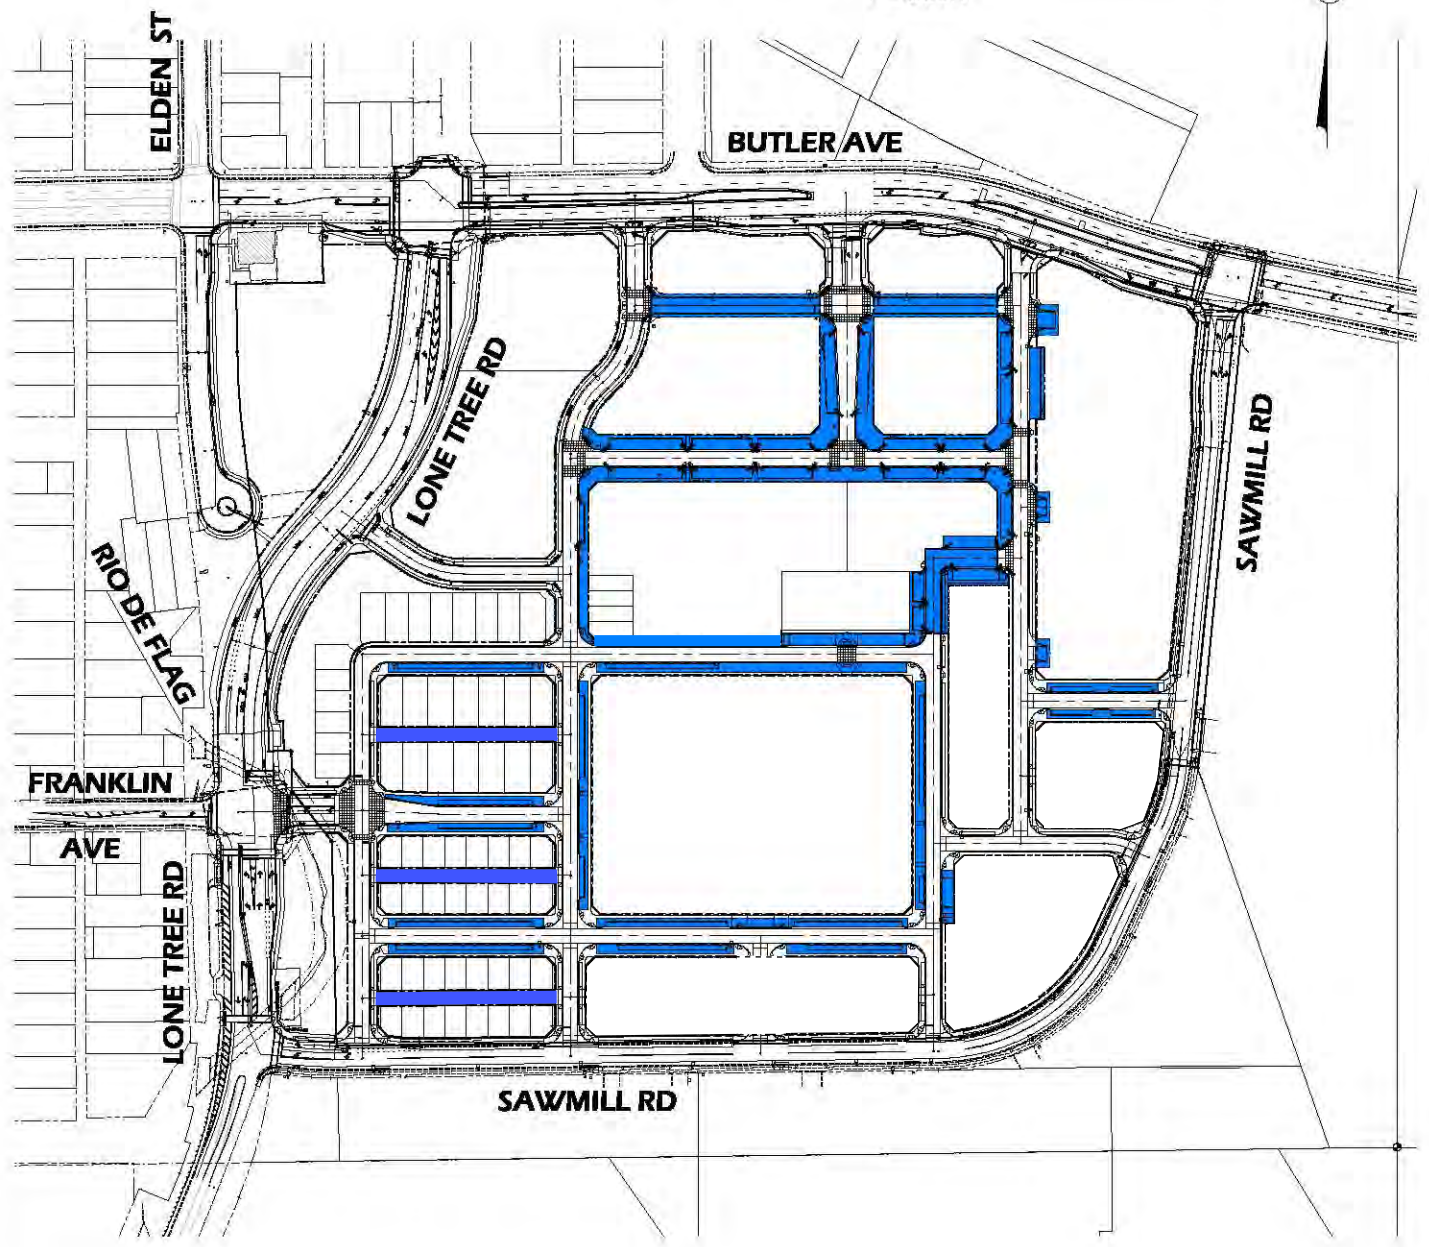 ELDEN ST
BUTLER AVE
LONE TREE RD
SAWMILL RD
RIO DE FLAG
FRANKLIN
AVE
LONE TREE RD
SAWMILL RD